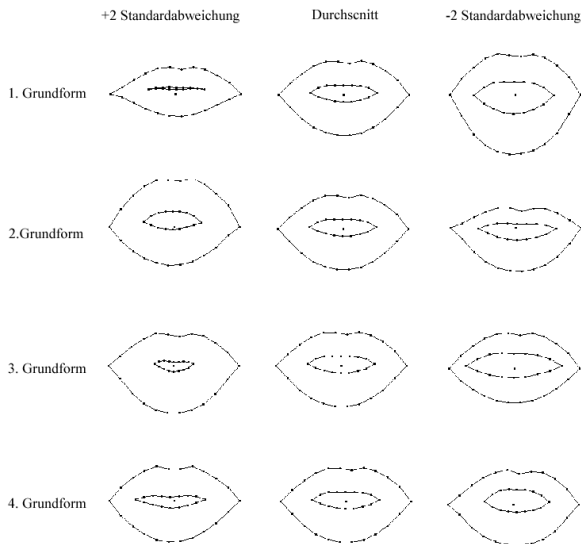 +2 Standardabweichung Durchscnitt -2 Standardabweichung
1. Grundform
2.Grundform
3. Grundform
4. Grundform